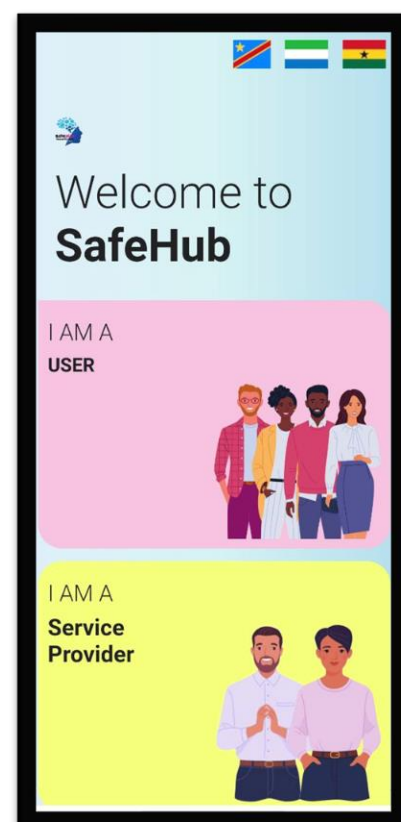 Welcome to
SafeHub
I AM A
USER
I AM A
Service
Provider